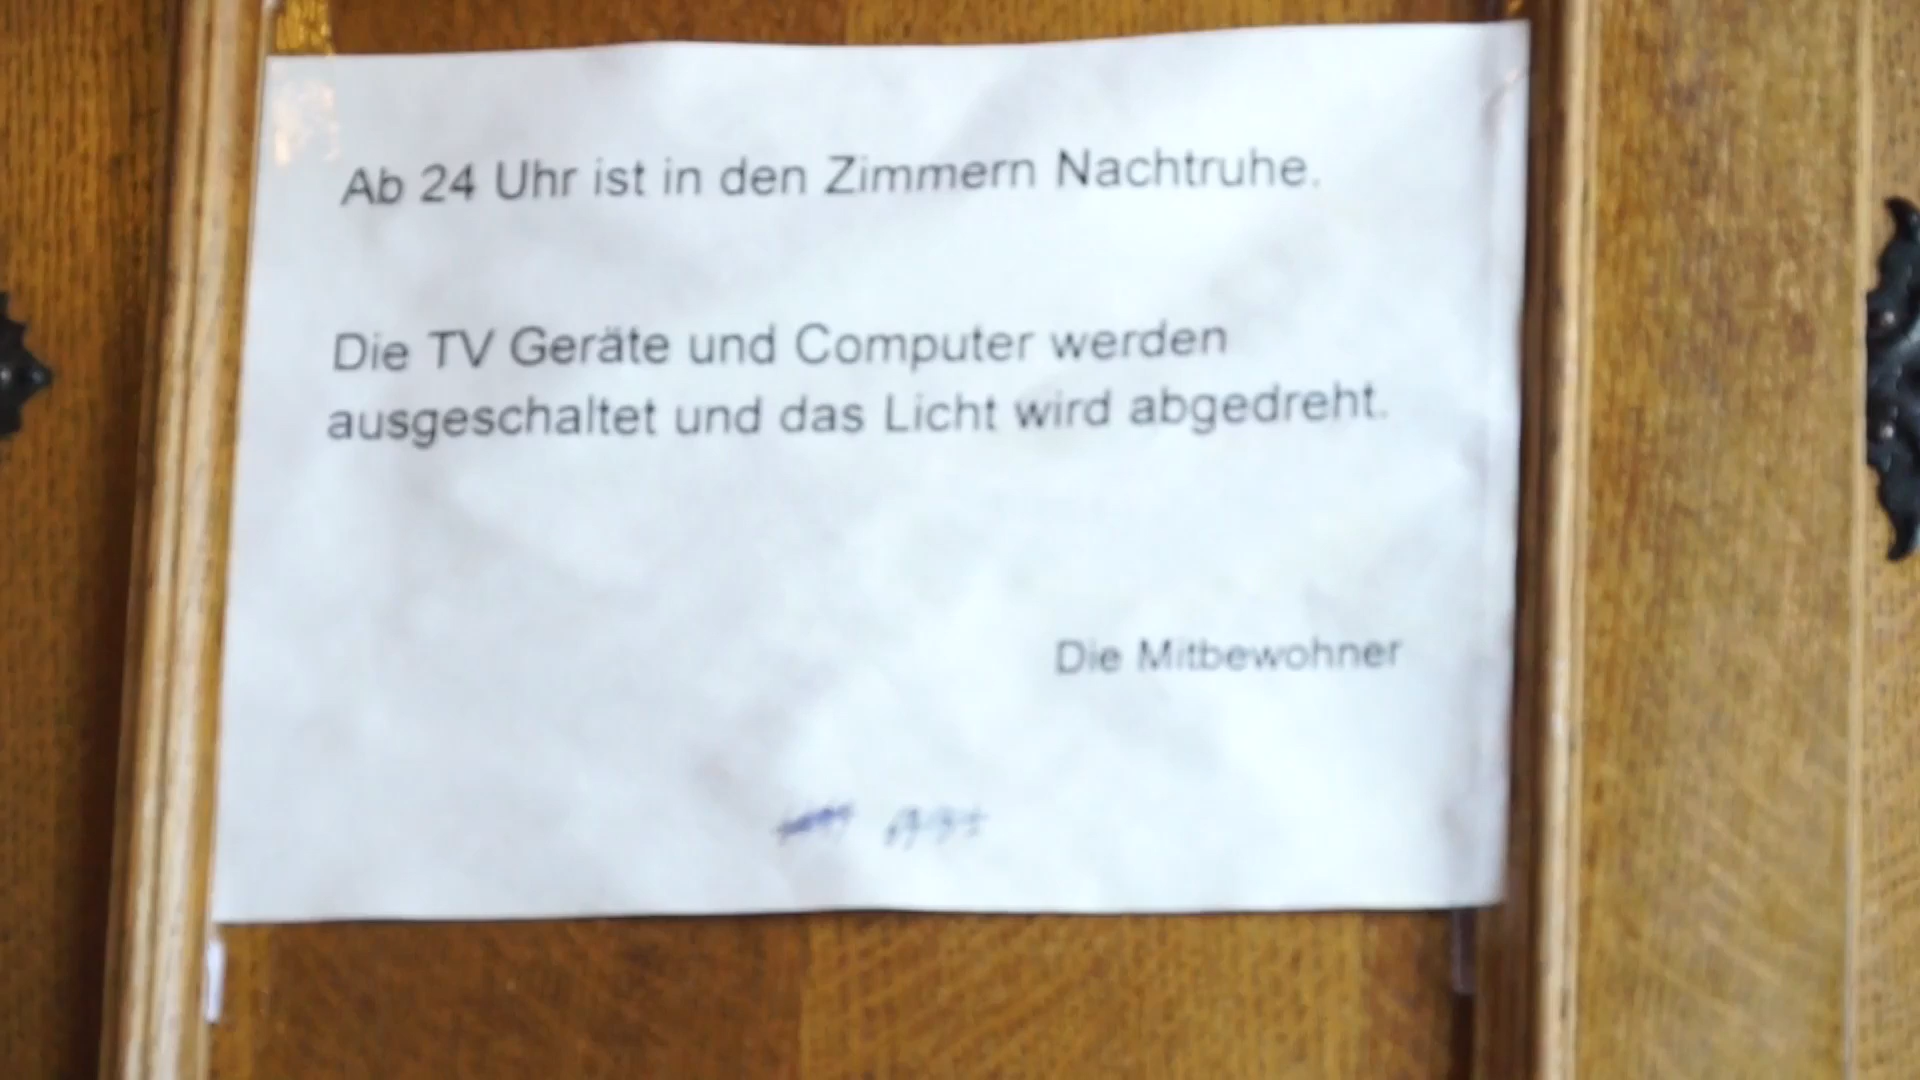 Ab 24 Uhr ist in den Zimmern Nachtruhe.
Die TV Geräte und Computer werden
ausgeschaltet und das Licht wird abgedreht.
Die Mitbewohner